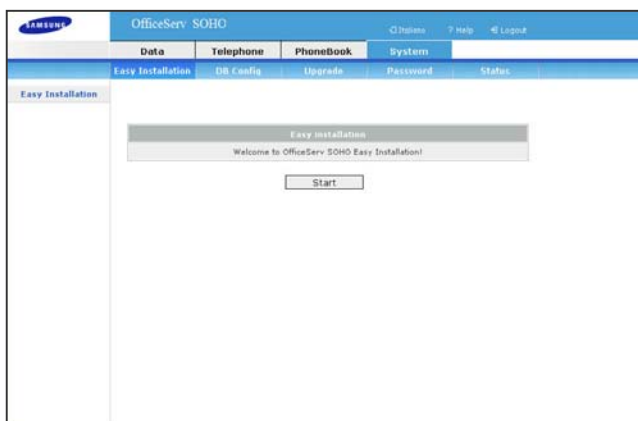 SAMSUNG
OfficeServ SOHO
Italiano ? Help Logout
Data Telephone PhoneBook System
Easy Installation DB Config Upgrade Password Status
Easy Installation
Easy installation
Welcome to OfficeServ SOHO Easy Installation!
Start